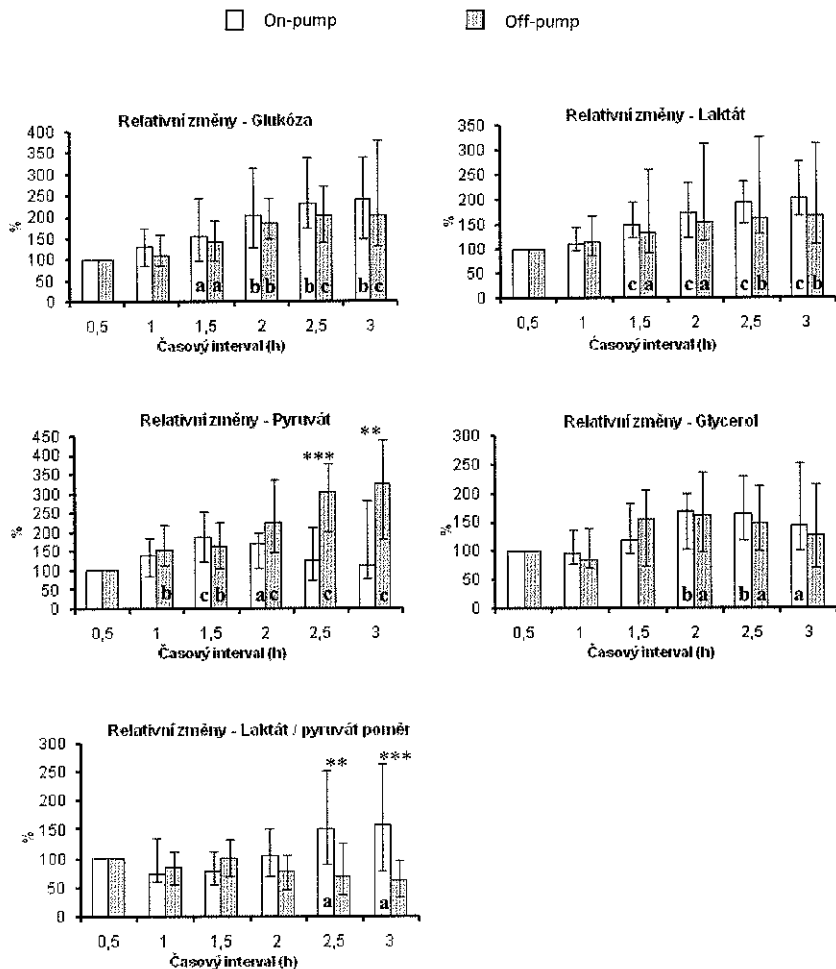 On-pump Off-pump
Relativní změny - Glukóza
400
350
300
250
200
150
100
50
0
%
a a b b b c b c
0,5 1 1,5 2 2,5 3
Časový interval (h)
Relativní změny - Laktát
350
300
250
200
150
100
50
0
%
c a c a c b c b
0,5 1 1,5 2 2,5 3
Časový interval (h)
Relativní změny - Pyruvát
450
400
350
300
250
200
150
100
50
0
%
*** **
b c b a c c c
0,5 1 1,5 2 2,5 3
Časový interval (h)
Relativní změny - Glycerol
300
250
200
150
100
50
0
%
b a b a a
0,5 1 1,5 2 2,5 3
Časový interval (h)
Relativní změny - Laktát / pyruvát poměr
300
250
200
150
100
50
0
%
** ***
a a
0,5 1 1,5 2 2,5 3
Časový interval (h)